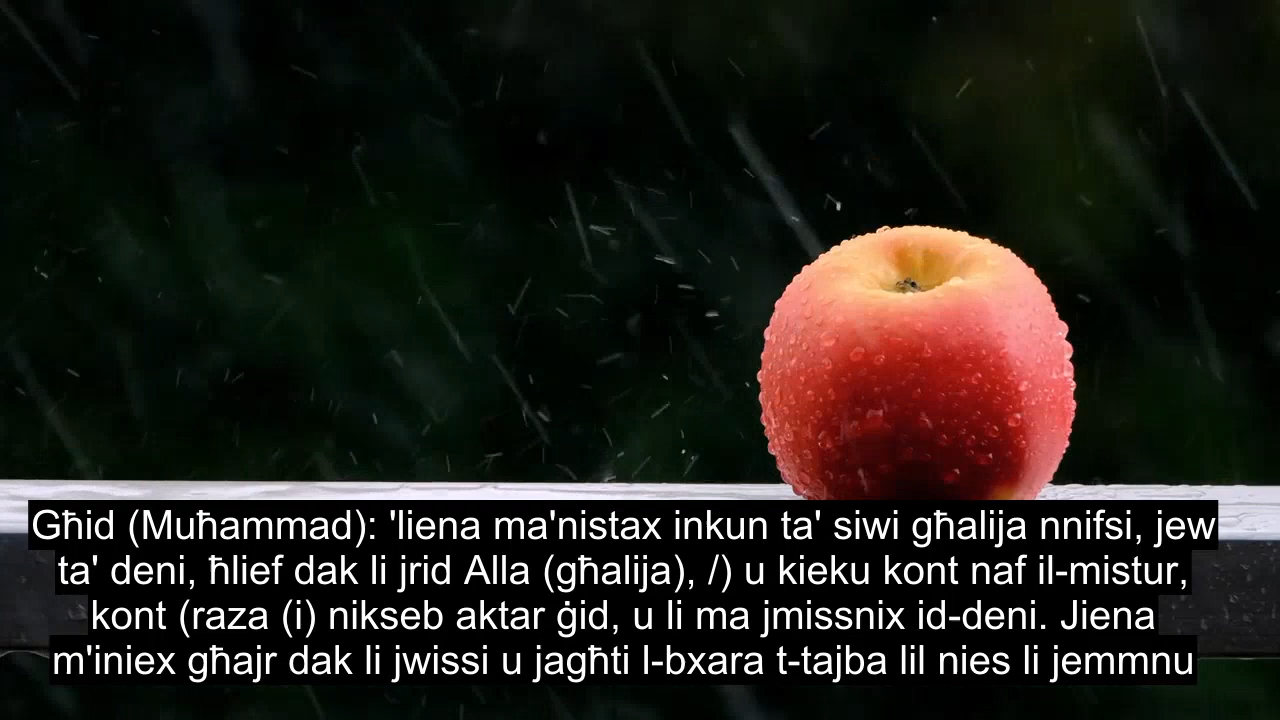 Għid (Muħammad): 'liena ma'nistax inkun ta' siwi għalija nnifsi, jew
ta' deni, ħlief dak li jrid Alla (għalija), /) u kieku kont naf il-mistur,
kont (raza (i) nikseb aktar ġid, u li ma jmissnix id-deni. Jiena
m'iniex għajr dak li jwissi u jagħti l-bxara t-tajba lil nies li jemmnu